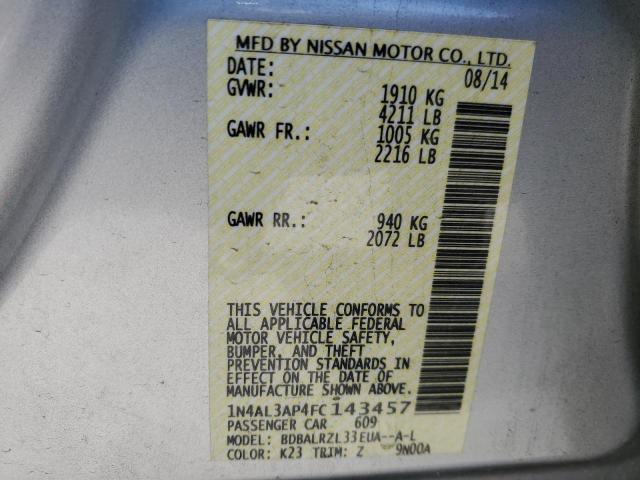 MFD BY NISSAN MOTOR CO., LTD.
DATE: 08/14
GVWR: 1910 KG
4211 LB
GAWR FR.: 1005 KG
2216 LB
GAWR RR.: 940 KG
2072 LB
THIS VEHICLE CONFORMS TO
ALL APPLICABLE FEDERAL
MOTOR VEHICLE SAFETY,
BUMPER, AND THEFT
PREVENTION STANDARDS IN
EFFECT ON THE DATE OF
MANUFACTURE SHOWN ABOVE.
1N4AL3AP4FC143457
PASSENGER CAR 609
MODEL: BDBALRZL33EUA--A-L
COLOR: K23 TRIM: Z 9N00A